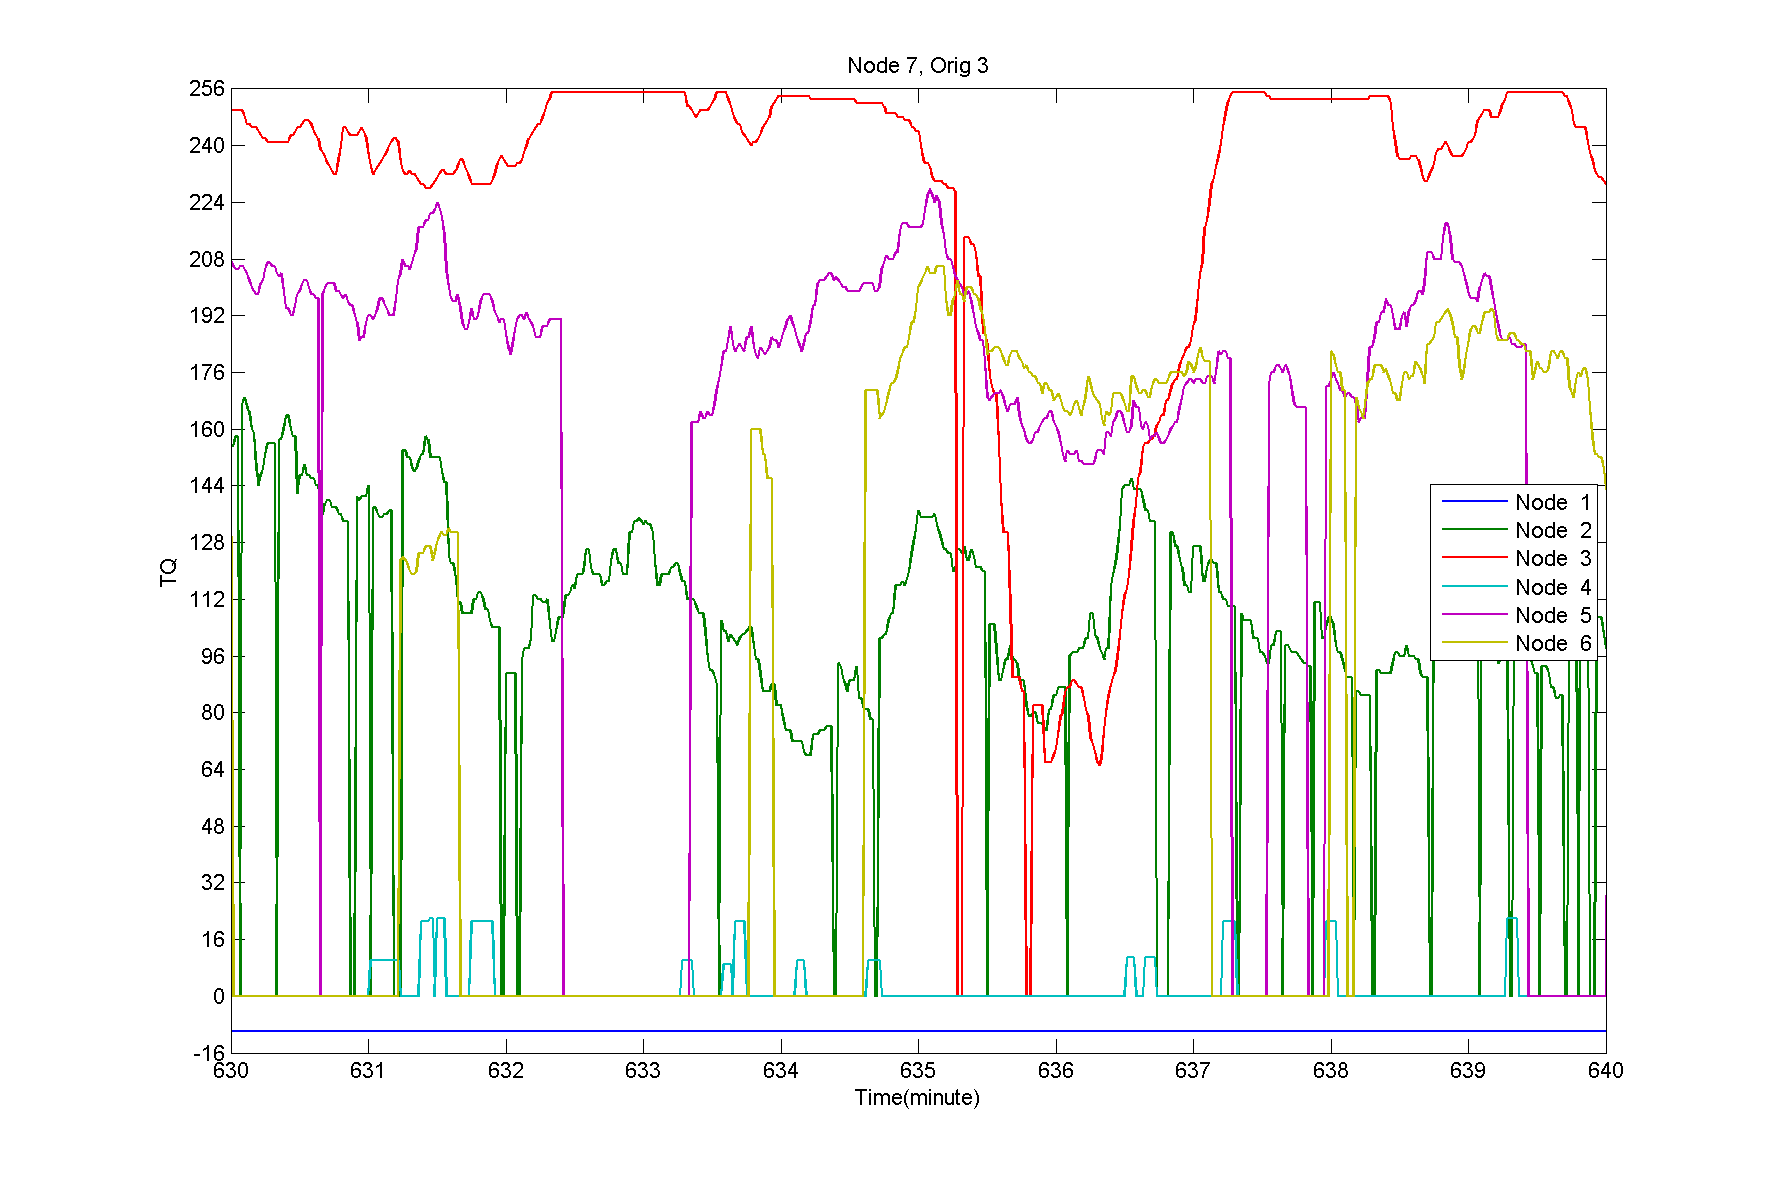 Node 7, Orig 3
256
240
224
208
192
176
160
144
128
112
96
80
64
48
32
16
0
-16
TQ
630 631 632 633 634 635 636 637 638 639 640
Time(minute)
Node 1
Node 2
Node 3
Node 4
Node 5
Node 6